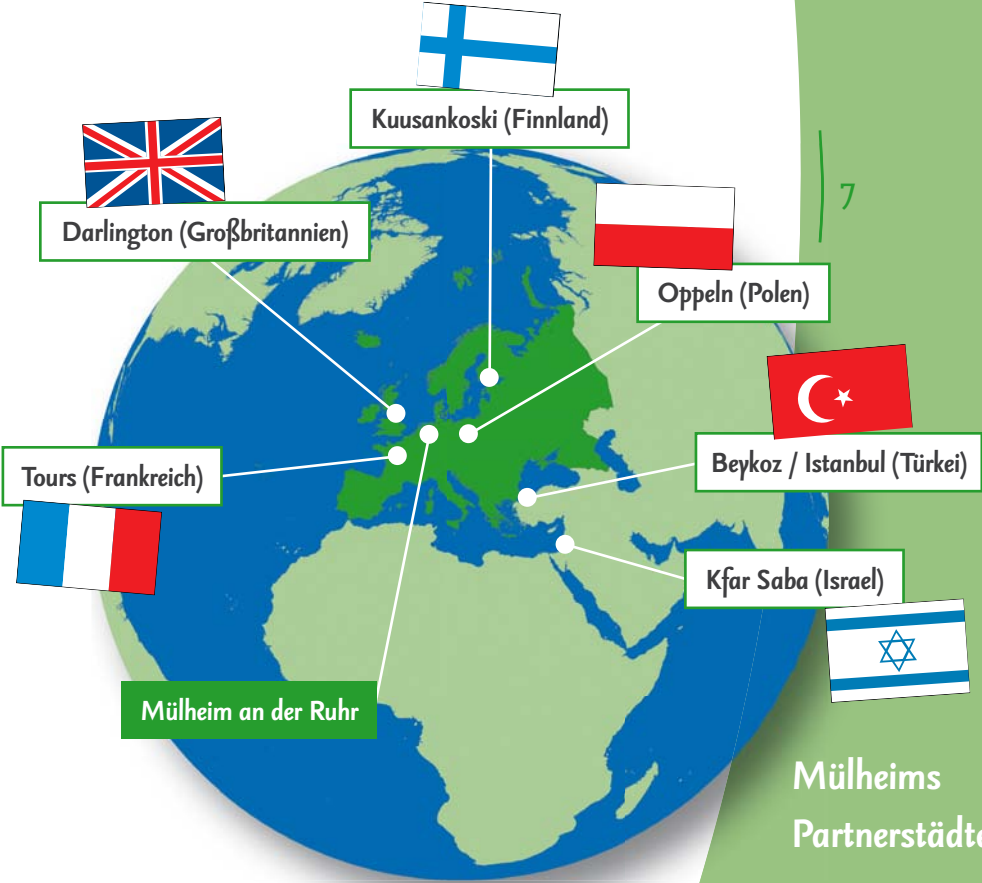 Kuusankoski (Finnland)
7
Darlington (Großbritannien)
Oppeln (Polen)
Beykoz / Istanbul (Türkei)
Tours (Frankreich)
Kfar Saba (Israel)
Mülheim an der Ruhr
Mülheims
Partnerstädte